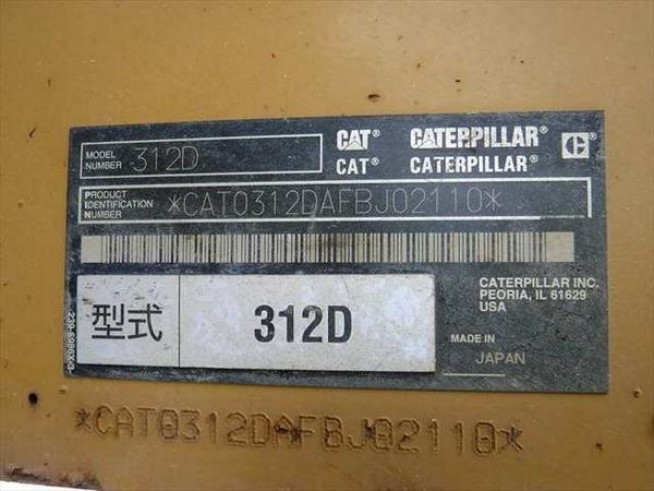 MODEL NUMBER 312D
CAT® CATERPILLAR® C
CAT® CATERPILLAR®
PRODUCT IDENTIFICATION NUMBER *CAT0312DAFBJ02110*
型式 312D
CATERPILLAR INC.
PEORIA, IL 61629
USA
MADE IN
JAPAN
*CAT0312DAFBJ02110*